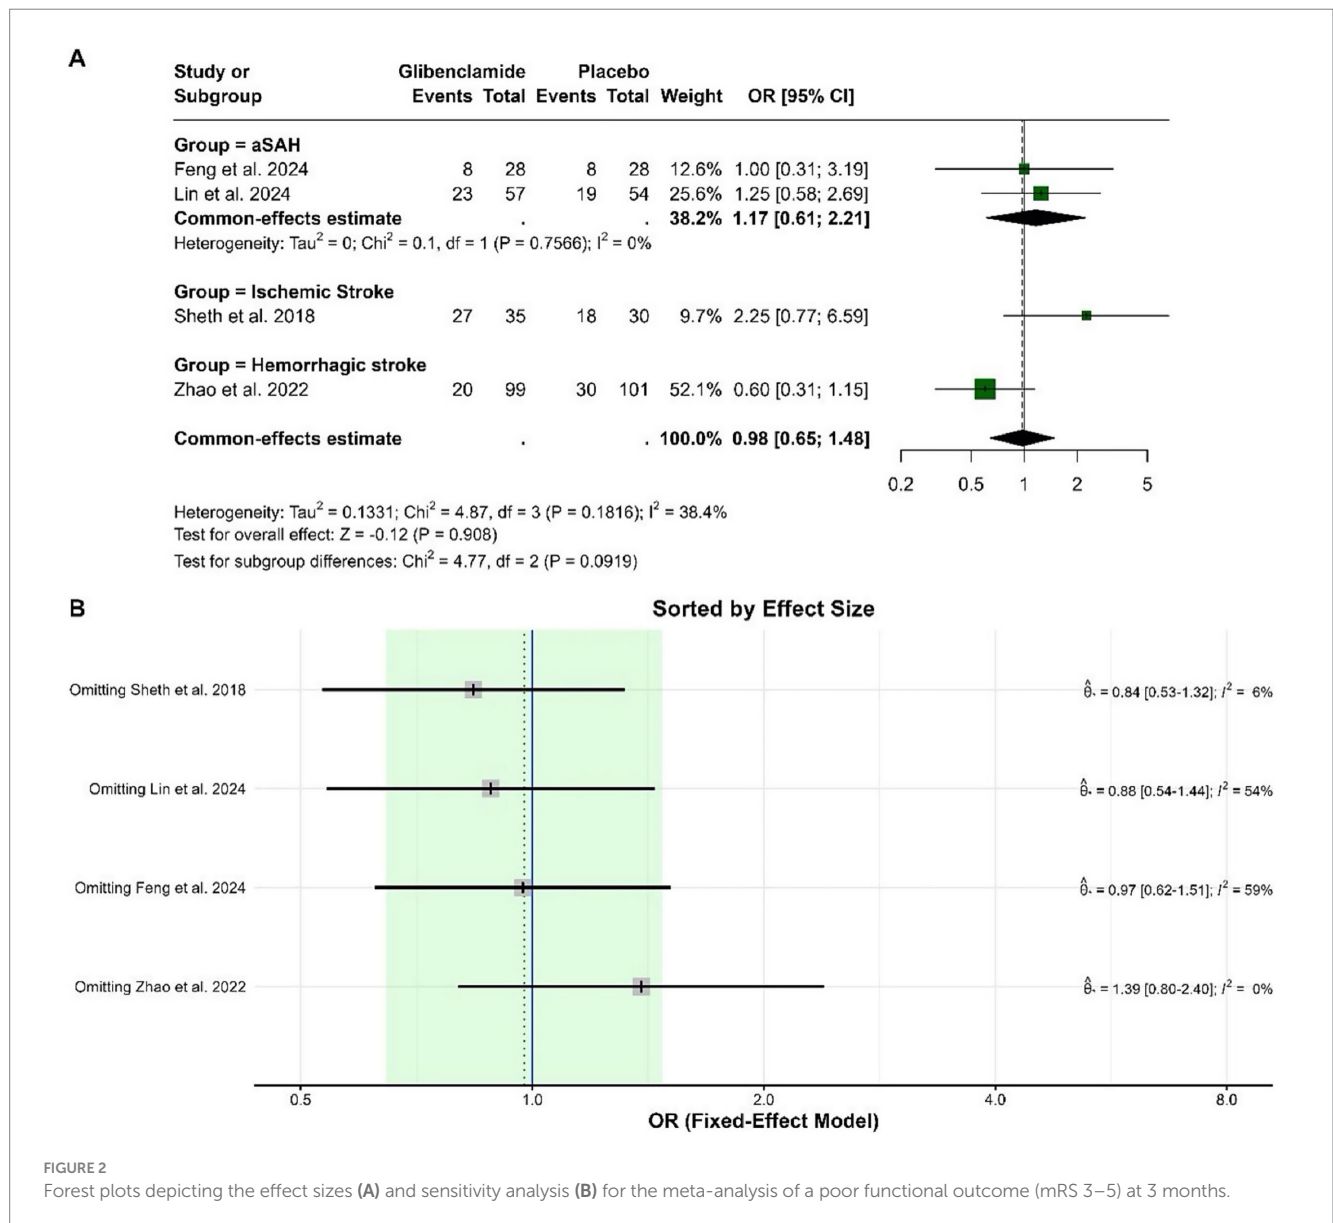 A
Study or Glibenclamide Placebo
Subgroup Events Total Events Total Weight OR [95% CI]
Group = aSAH
Feng et al. 2024 8 28 8 28 12.6% 1.00 [0.31; 3.19]
Lin et al. 2024 23 57 19 54 25.6% 1.25 [0.58; 2.69]
Common-effects estimate . . 38.2% 1.17 [0.61; 2.21]
Heterogeneity: Tau² = 0; Chi² = 0.1, df = 1 (P = 0.7566); I² = 0%
Group = Ischemic Stroke
Sheth et al. 2018 27 35 18 30 9.7% 2.25 [0.77; 6.59]
Group = Hemorrhagic stroke
Zhao et al. 2022 20 99 30 101 52.1% 0.60 [0.31; 1.15]
Common-effects estimate . . 100.0% 0.98 [0.65; 1.48]
0.2 0.5 1 2 5
Heterogeneity: Tau² = 0.1331; Chi² = 4.87, df = 3 (P = 0.1816); I² = 38.4%
Test for overall effect: Z = -0.12 (P = 0.908)
Test for subgroup differences: Chi² = 4.77, df = 2 (P = 0.0919)
B
Sorted by Effect Size
Omitting Sheth et al. 2018 θ̂* = 0.84 [0.53-1.32]; I² = 6%
Omitting Lin et al. 2024 θ̂* = 0.88 [0.54-1.44]; I² = 54%
Omitting Feng et al. 2024 θ̂* = 0.97 [0.62-1.51]; I² = 59%
Omitting Zhao et al. 2022 θ̂* = 1.39 [0.80-2.40]; I² = 0%
0.5 1.0 2.0 4.0 8.0
OR (Fixed-Effect Model)
FIGURE 2
Forest plots depicting the effect sizes (A) and sensitivity analysis (B) for the meta-analysis of a poor functional outcome (mRS 3–5) at 3 months.